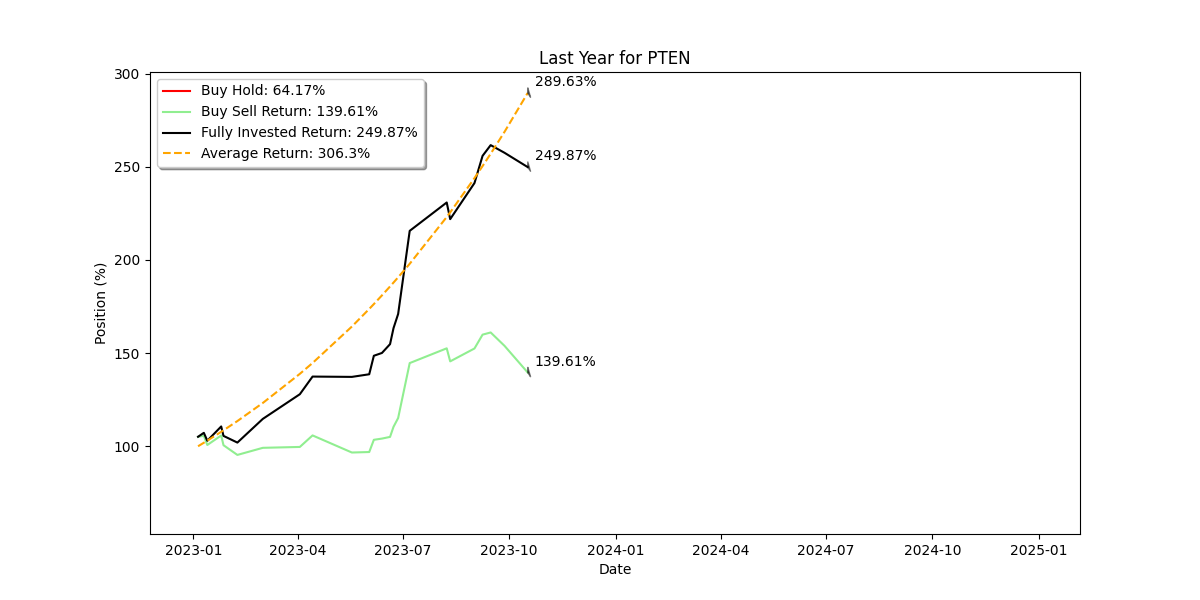 Last Year for PTEN
300
289.63%
Buy Hold: 64.17%
Buy Sell Return: 139.61%
Fully Invested Return: 249.87%
Average Return: 306.3%
250
249.87%
200
Position (%)
150
139.61%
100
2023-01 2023-04 2023-07 2023-10 2024-01 2024-04 2024-07 2024-10 2025-01
Date